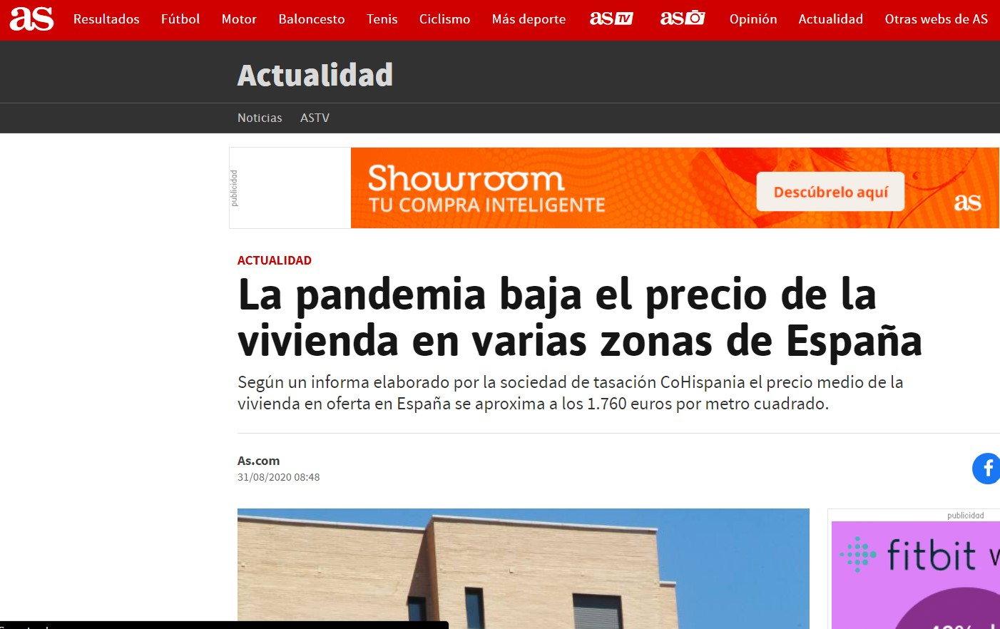 as Resultados Fútbol Motor Baloncesto Tenis Ciclismo Más deporte as TV as Opinión Actualidad Otras webs de AS
Actualidad
Noticias ASTV
publicidad
Showroom
TU COMPRA INTELIGENTE
Descúbrelo aquí
as
ACTUALIDAD
La pandemia baja el precio de la
vivienda en varias zonas de España
Según un informa elaborado por la sociedad de tasación CoHispania el precio medio de la
vivienda en oferta en España se aproxima a los 1.760 euros por metro cuadrado.
As.com
31/08/2020 08:48
f
publicidad
fitbit